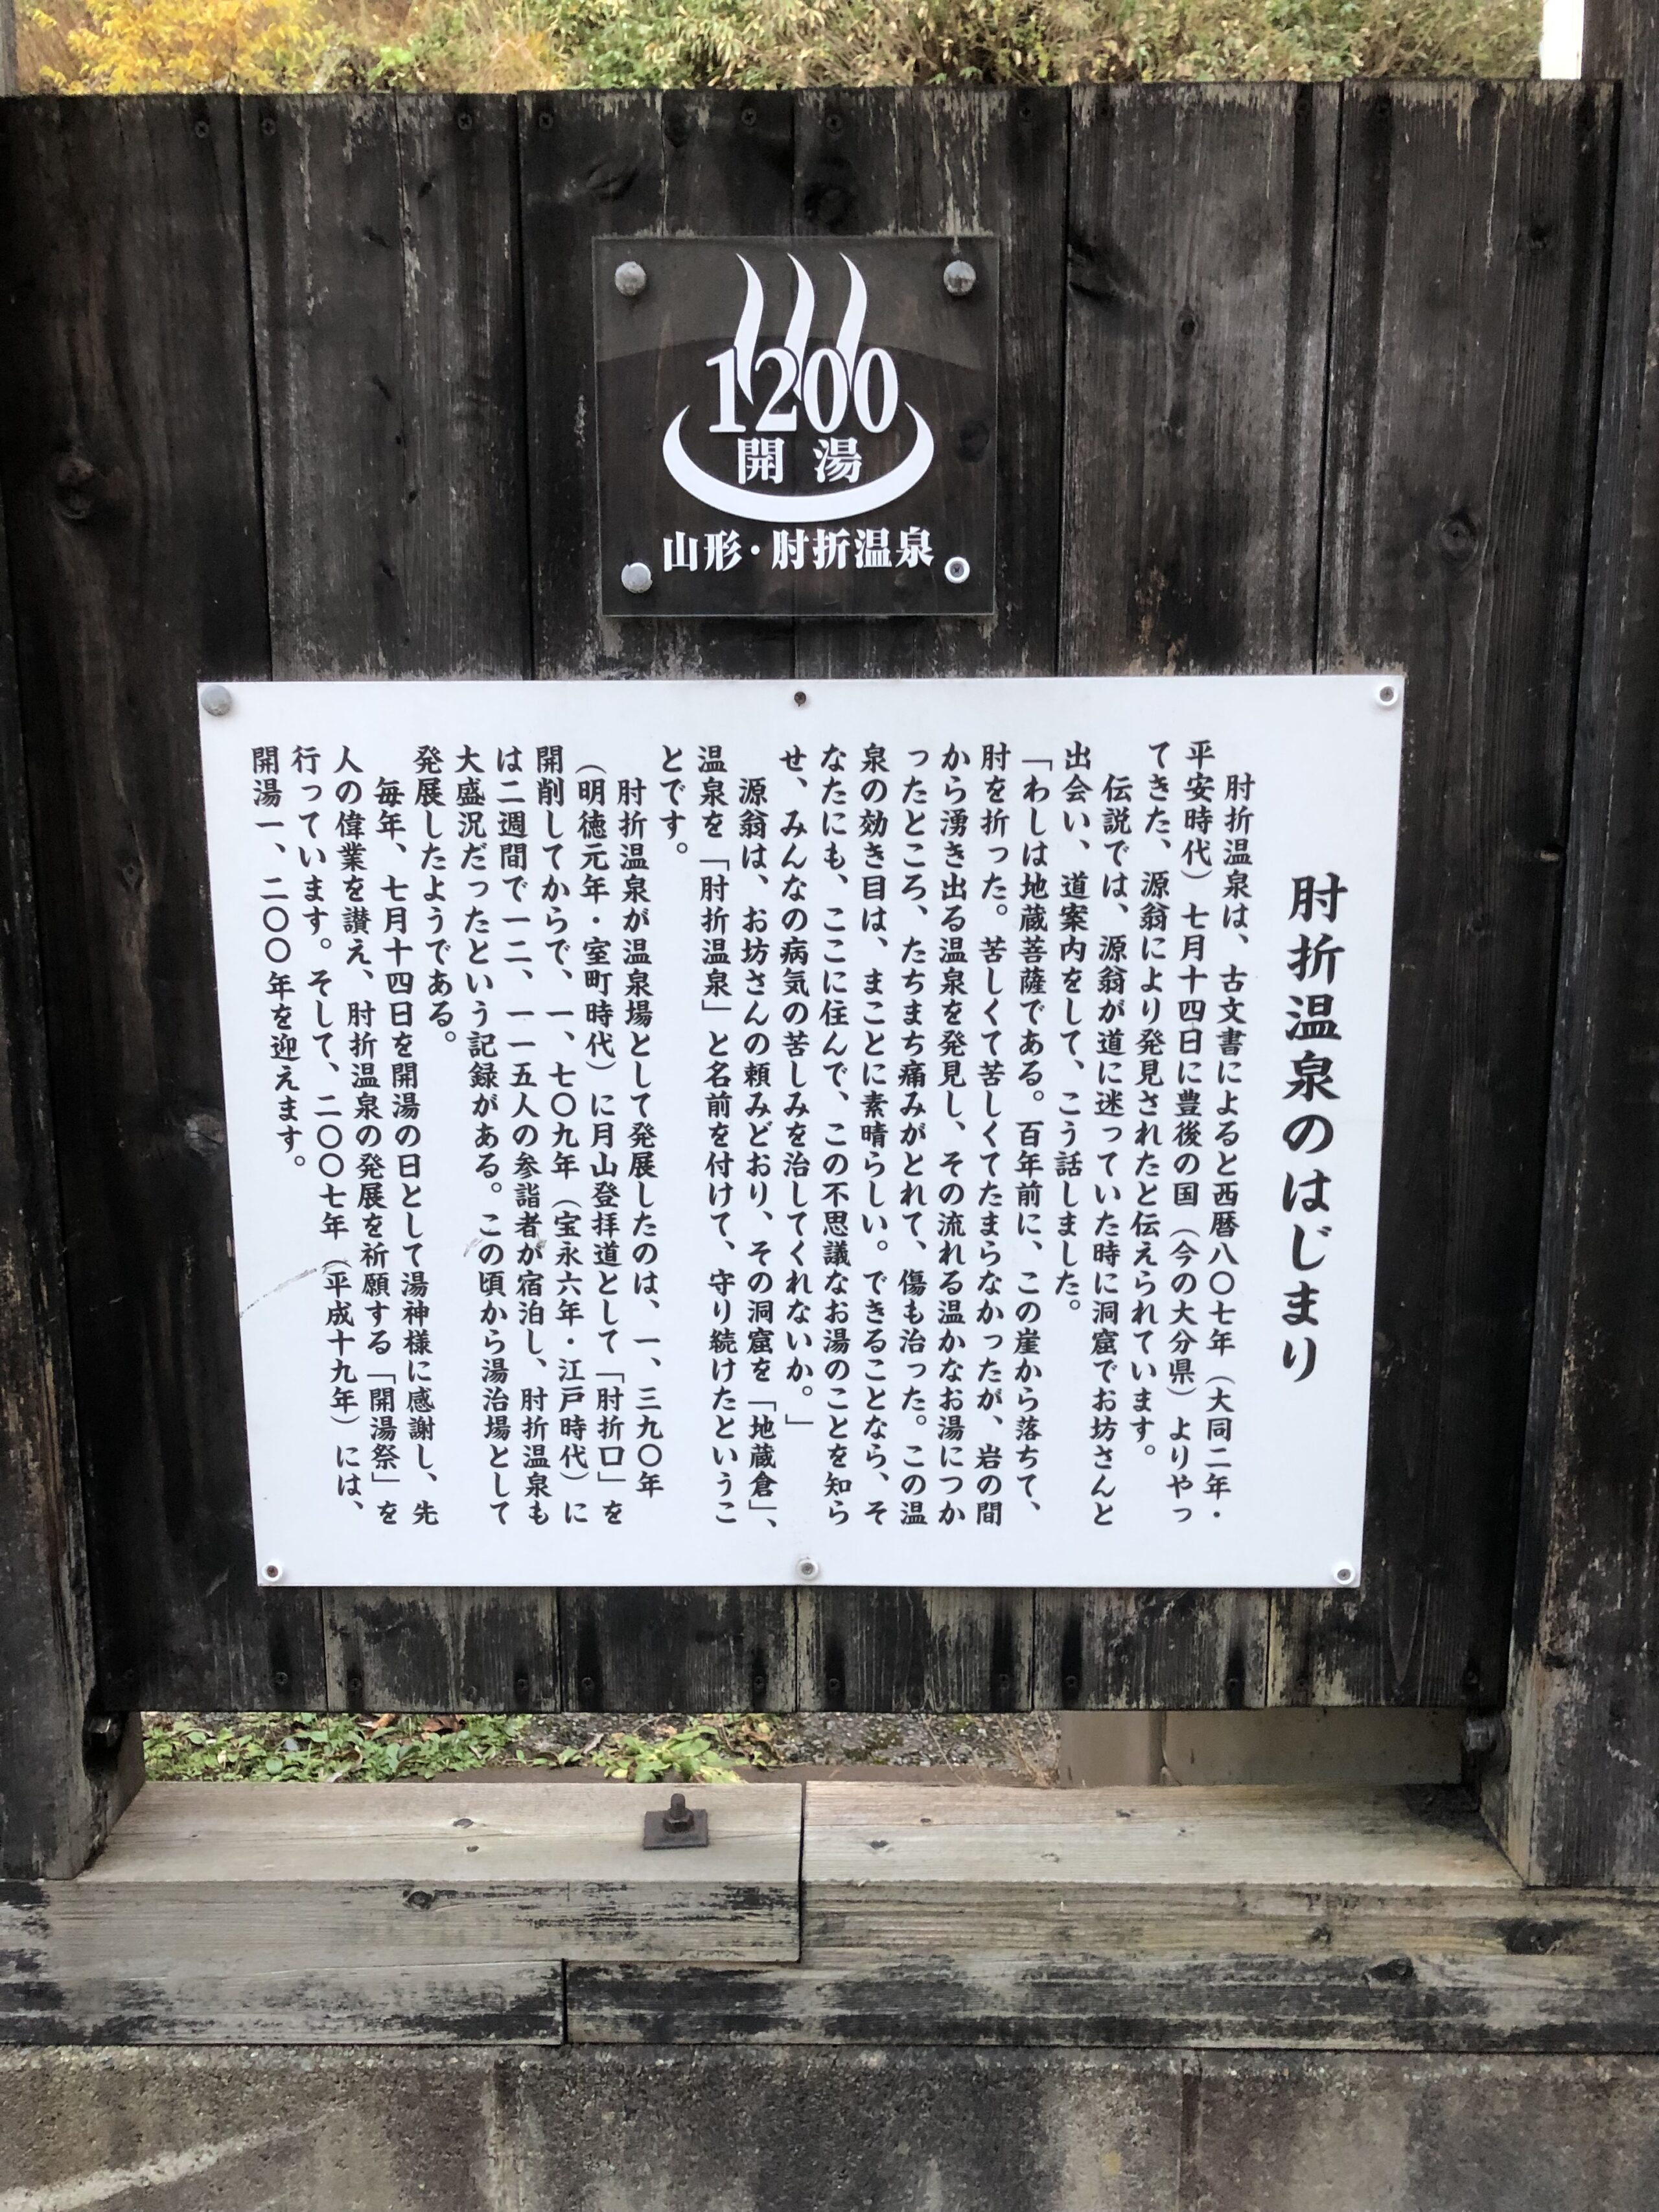 1200
開湯
山形・肘折温泉
肘折温泉のはじまり
肘折温泉は、古文書によると西暦八〇七年（大同二年・
平安時代）七月十四日に豊後の国（今の大分県）よりやっ
てきた、源翁により発見されたと伝えられています。
伝説では、源翁が道に迷っていた時に洞窟でお坊さんと
出会い、道案内をして、こう話しました。
「わしは地蔵菩薩である。百年前に、この崖から落ちて、
肘を折った。苦しくて苦しくてたまらなかったが、岩の間
から湧き出る温泉を発見し、その流れる温かなお湯につか
ったところ、たちまち痛みがとれて、傷も治った。この温
泉の効き目は、まことに素晴らしい。できることなら、そ
なたにも、ここに住んで、この不思議なお湯のことを知ら
せ、みんなの病気の苦しみを治してくれないか。」
源翁は、お坊さんの頼みどおり、その洞窟を「地蔵倉」、
温泉を「肘折温泉」と名前を付けて、守り続けたというこ
とです。
肘折温泉が温泉場として発展したのは、一、三九〇年
（明徳元年・室町時代）に月山登拝道として「肘折口」を
開削してからで、一、七〇九年（宝永六年・江戸時代）に
は二週間で一二、一一五人の参詣者が宿泊し、肘折温泉も
大盛況だったという記録がある。この頃から湯治場として
発展したようである。
毎年、七月十四日を開湯の日として湯神様に感謝し、先
人の偉業を讃え、肘折温泉の発展を祈願する「開湯祭」を
行っています。そして、二〇〇七年（平成十九年）には、
開湯一、二〇〇年を迎えます。